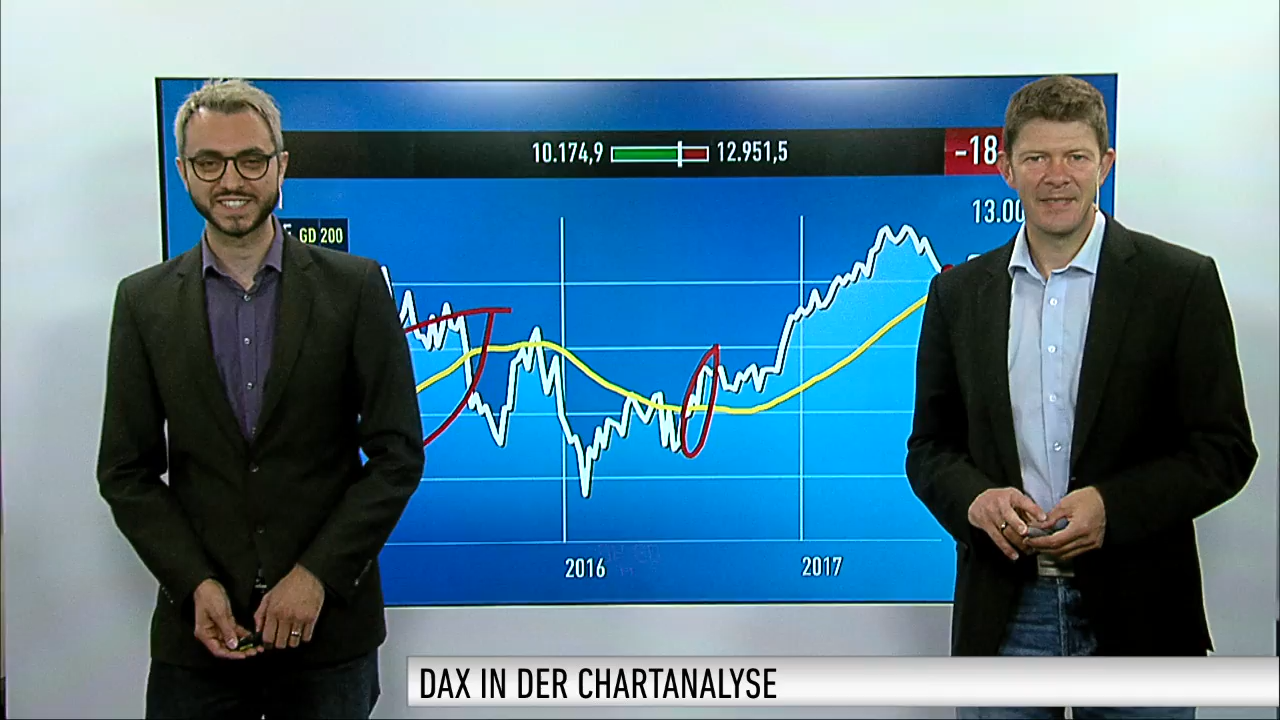 10.174,9 12.951,5 -18
13.00
GD 200
2016 2017
DAX IN DER CHARTANALYSE